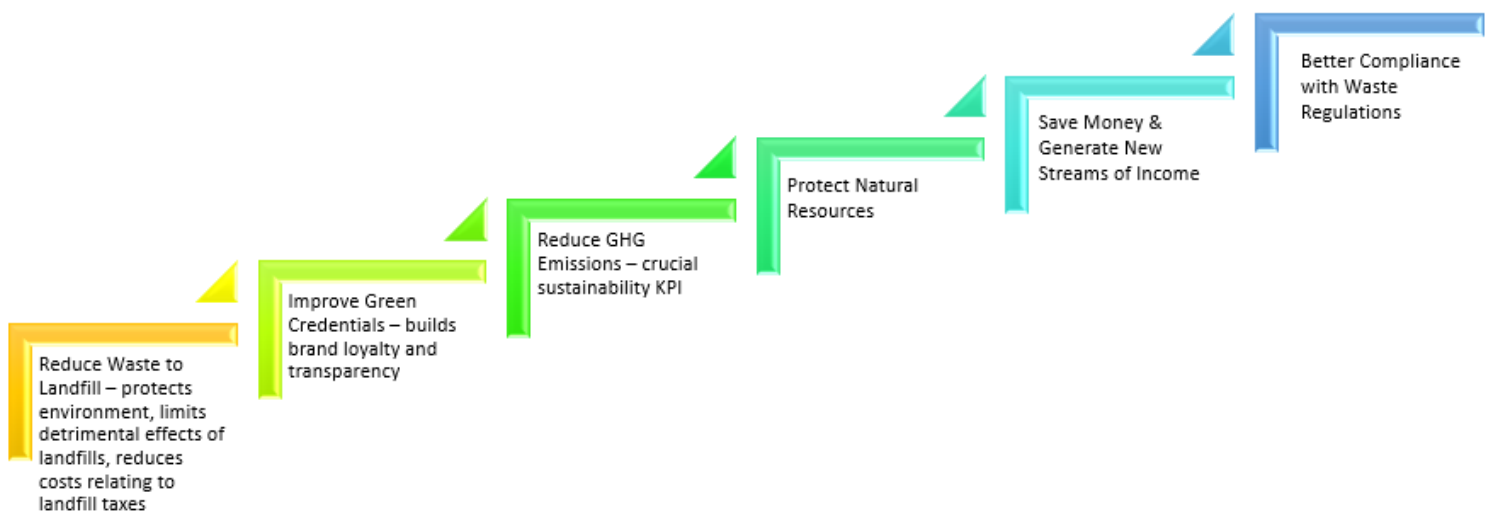 Reduce Waste to
Landfill – protects
environment, limits
detrimental effects of
landfills, reduces
costs relating to
landfill taxes
Improve Green
Credentials – builds
brand loyalty and
transparency
Reduce GHG
Emissions – crucial
sustainability KPI
Protect Natural
Resources
Save Money &
Generate New
Streams of Income
Better Compliance
with Waste
Regulations